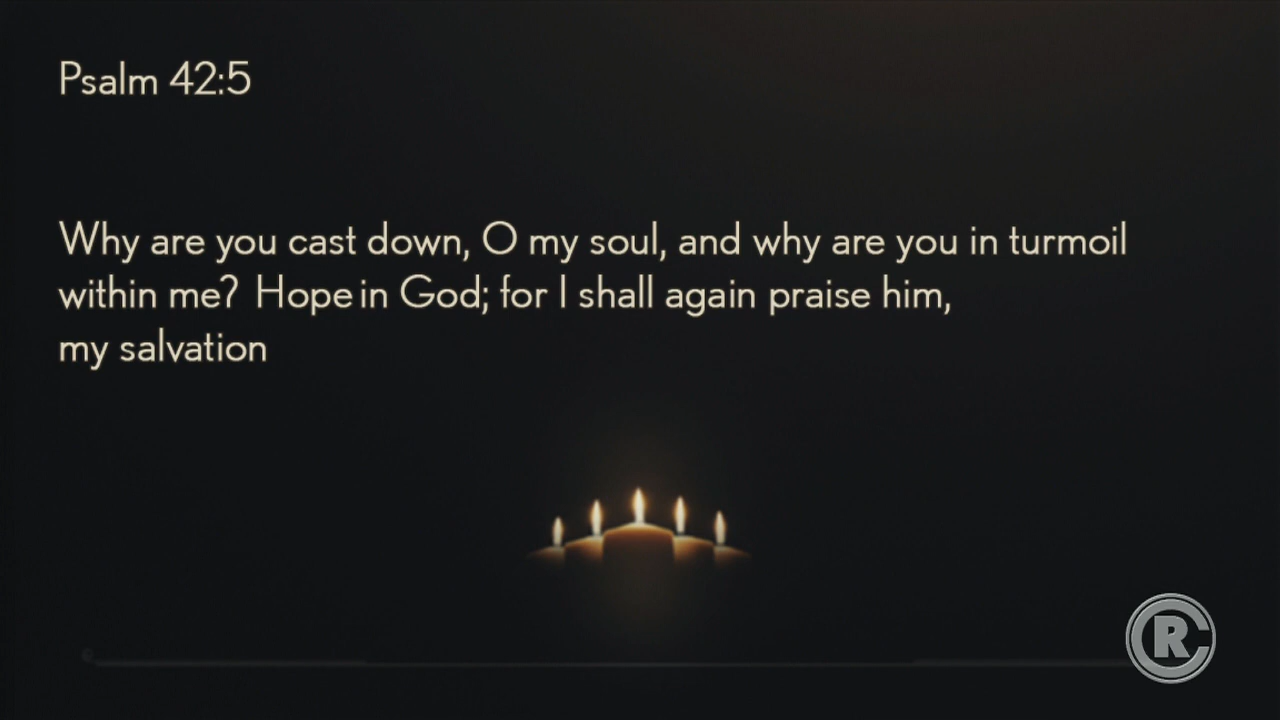 Psalm 42:5
Why are you cast down, O my soul, and why are you in turmoil
within me? Hope in God; for I shall again praise him,
my salvation
CR